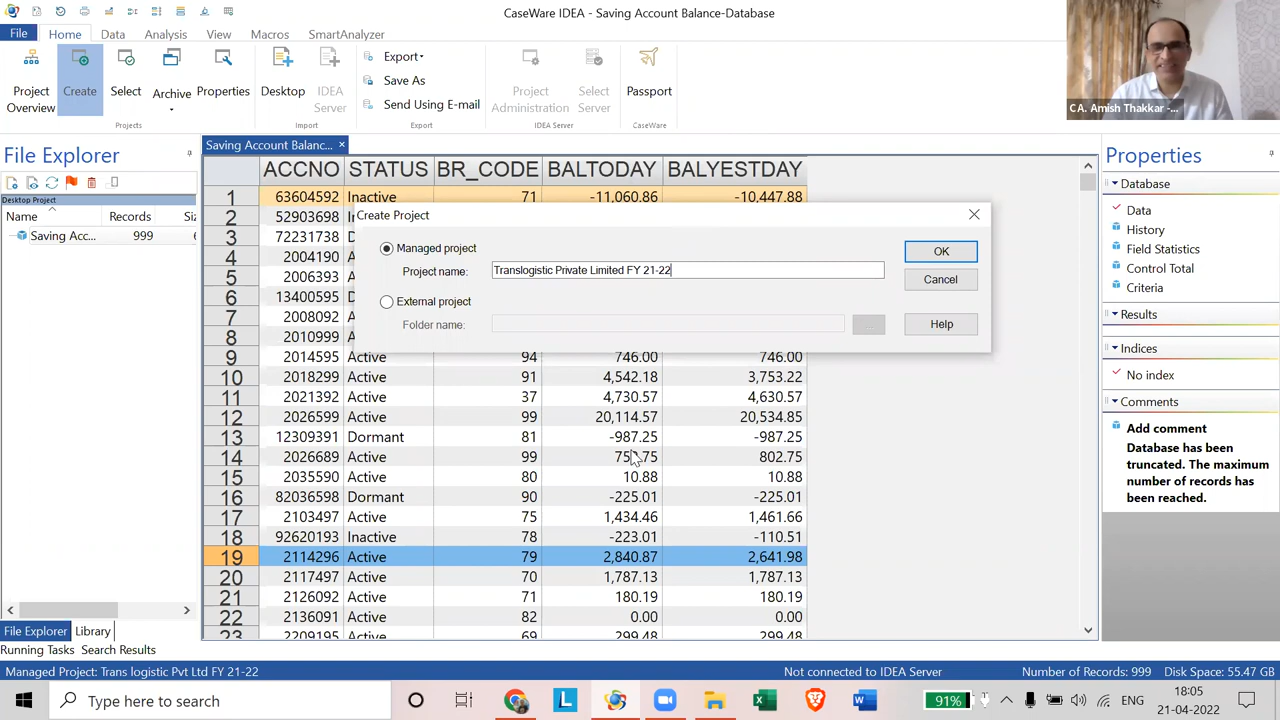 CaseWare IDEA - Saving Account Balance-Database
File Home Data Analysis View Macros SmartAnalyzer
Project Overview
Create
Select
Archive
Properties
Projects
Desktop
IDEA Server
Import
Export
Save As
Send Using E-mail
Export
Project Administration
Select Server
IDEA Server
Passport
CaseWare
CA. Amish Thakkar -...
File Explorer
Desktop Project
Name Records Siz
Saving Acc... 999
File Explorer Library
Running Tasks Search Results
Saving Account Balanc...
ACCNO STATUS BR_CODE BALTODAY BALYESTDAY
1 63604592 Inactive 71 -11,060.86 -10,447.88
2 52903698
3 72231738
4 2004190
5 2006393
6 13400595
7 2008092
8 2010999
9 2014595 Active 94 746.00 746.00
10 2018299 Active 91 4,542.18 3,753.22
11 2021392 Active 37 4,730.57 4,630.57
12 2026599 Active 99 20,114.57 20,534.85
13 12309391 Dormant 81 -987.25 -987.25
14 2026689 Active 99 802.75
15 2035590 Active 80 10.88 10.88
16 82036598 Dormant 90 -225.01 -225.01
17 2103497 Active 75 1,434.46 1,461.66
18 92620193 Inactive 78 -223.01 -110.51
19 2114296 Active 79 2,840.87 2,641.98
20 2117497 Active 70 1,787.13 1,787.13
21 2126092 Active 71 180.19 180.19
22 2136091 Active 82 0.00 0.00
23 2209195 Active 69 299.48 299.48
Create Project
Managed project
Project name: Translogistic Private Limited FY 21-22
External project
Folder name:
...
OK
Cancel
Help
Properties
Database
Data
History
Field Statistics
Control Total
Criteria
Results
Indices
No index
Comments
Add comment
Database has been
truncated. The maximum
number of records has
been reached.
Managed Project: Trans logistic Pvt Ltd FY 21-22 Not connected to IDEA Server Number of Records: 999 Disk Space: 55.47 GB
Type here to search
91%
ENG
18:05
21-04-2022